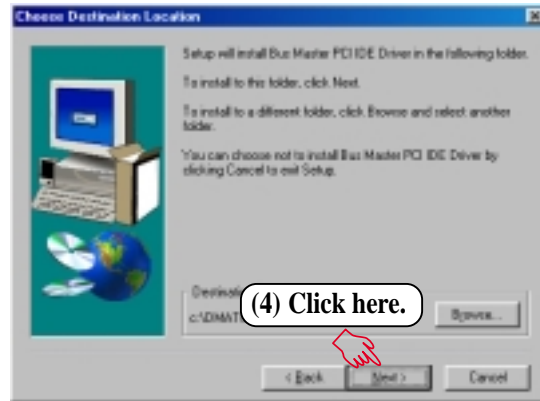 Choose Destination Location
Setup will install Bus Master PCI IDE Driver in the following folder.
To install to this folder, click Next.
To install to a different folder, click Browse and select another
folder.
You can choose not to install Bus Master PCI IDE Driver by
clicking Cancel to exit Setup.
(4) Click here.
Browse...
< Back
Next >
Cancel